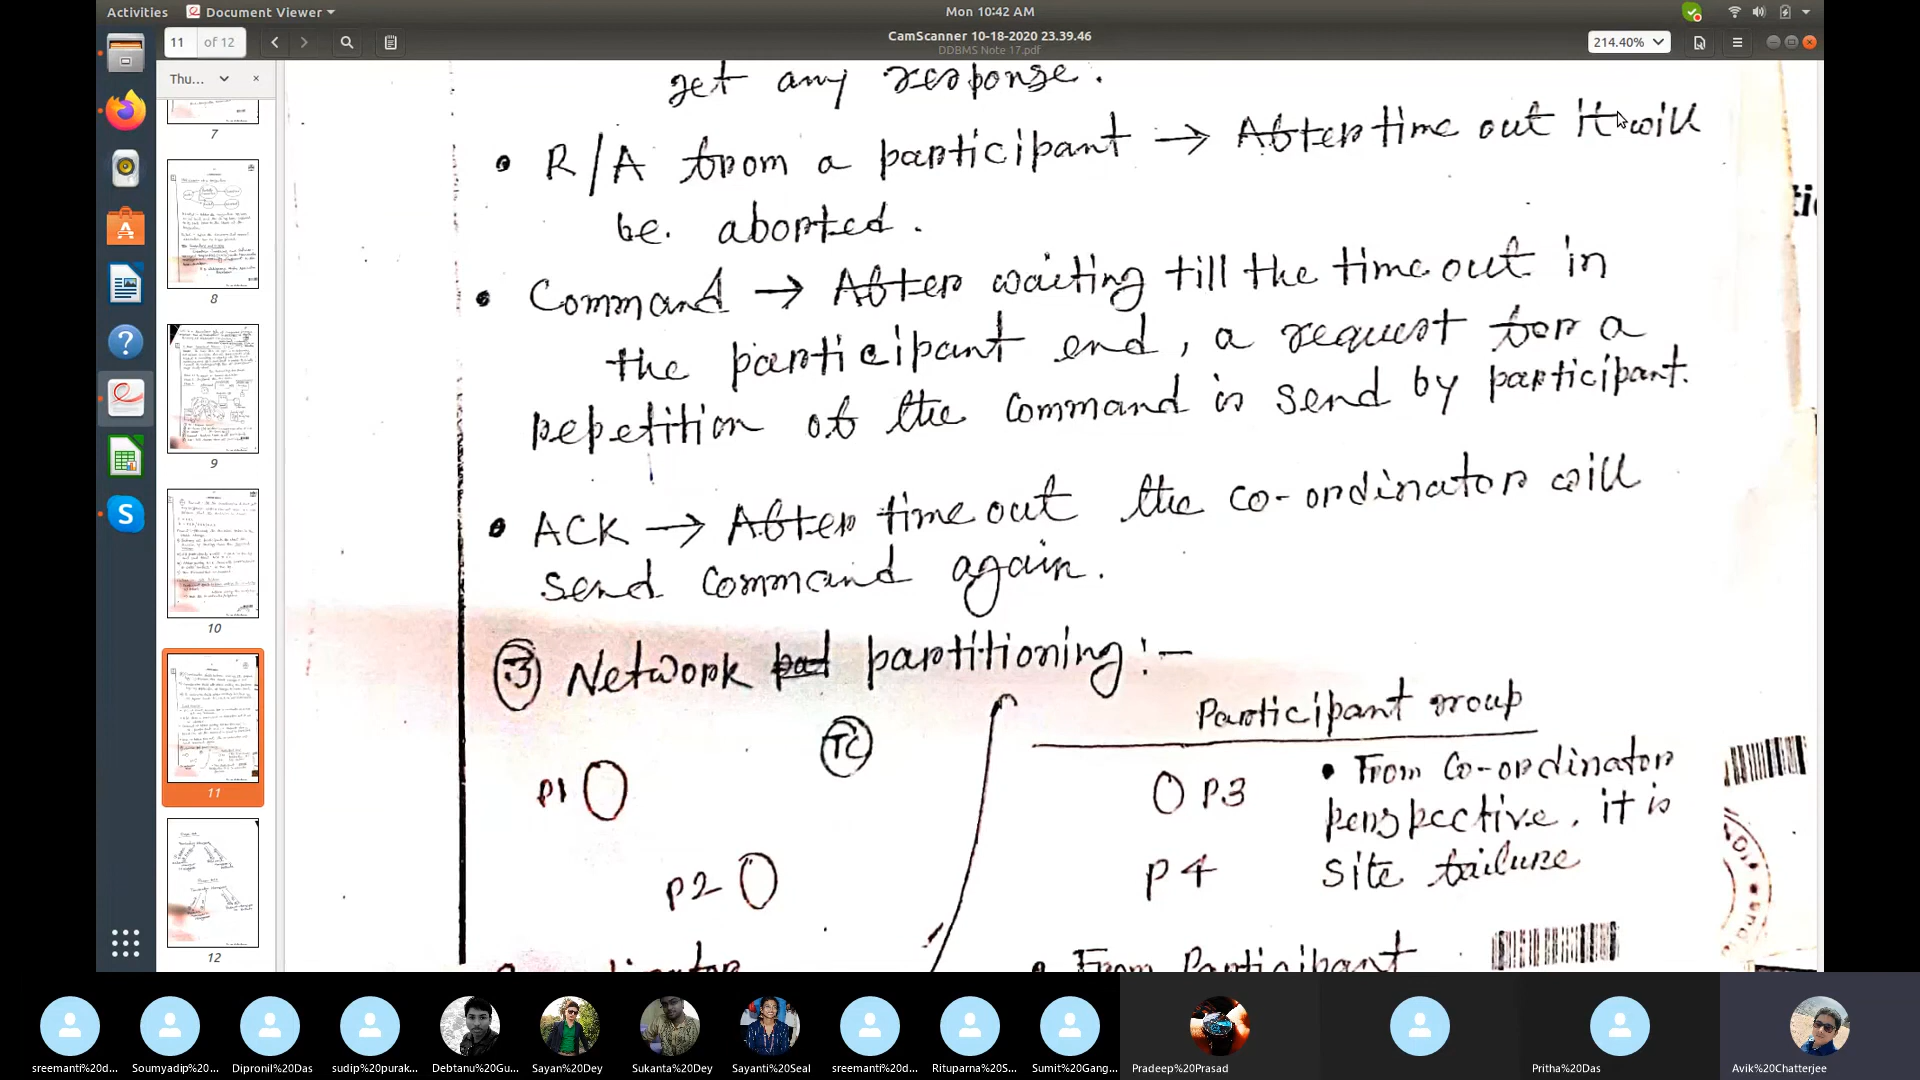 Activities
Document Viewer
Mon 10:42 AM
11 of 12
CamScanner 10-18-2020 23.39.46
DDBMS Note 17.pdf
214.40%
Thu...
7
8
9
10
11
12
get any response.
• R/A from a participant → After time out it will
be aborted.
• Command → After waiting till the time out in
the participant end, a request for a
repetition of the command is send by participant.
• ACK → After time out the co-ordinator will
send command again.
3 Network partitioning :-
TC
Participant group
P1
P3
• From Co-ordinator
perspective, it is
P2
P4
site failure
• From Participant
sreemanti%20d...
Soumyadip%20...
Dipronil%20Das
sudip%20purak...
Debtanu%20Gu...
Sayan%20Dey
Sukanta%20Dey
Sayanti%20Seal
sreemanti%20d...
Rituparna%20S...
Sumit%20Gang...
Pradeep%20Prasad
Pritha%20Das
Avik%20Chatterjee